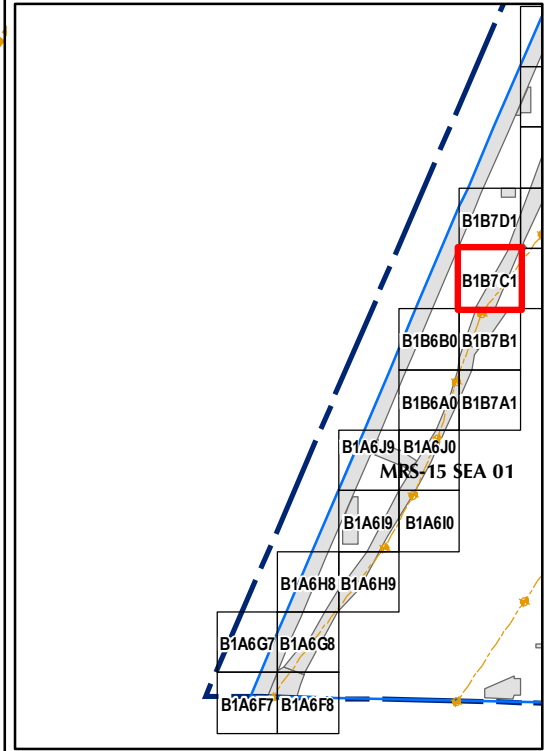 B1B7D1
B1B7C1
B1B6B0 B1B7B1
B1B6A0 B1B7A1
B1A6J9 B1A6J0
MRS-15 SEA 01
B1A6I9 B1A6I0
B1A6H8 B1A6H9
B1A6G7 B1A6G8
B1A6F7 B1A6F8